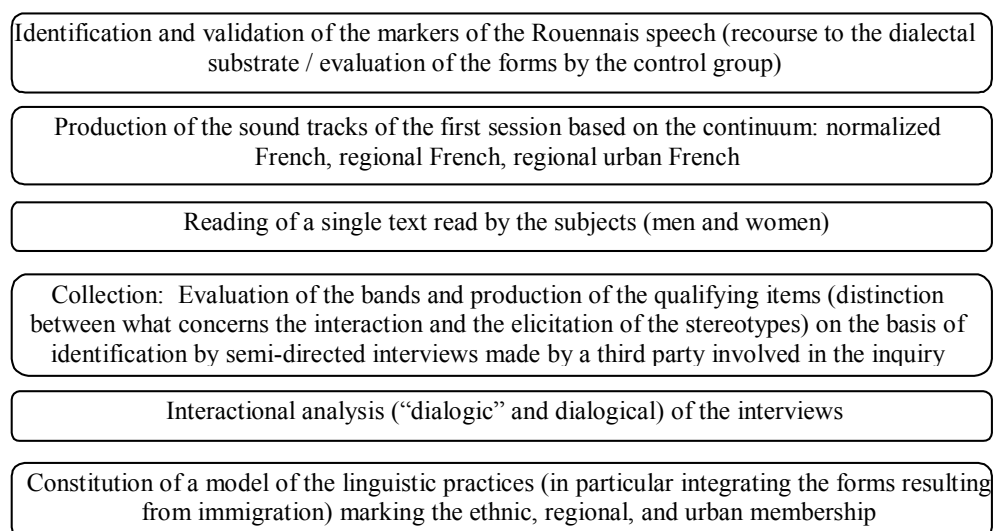 Identification and validation of the markers of the Rouennais speech (recourse to the dialectal
substrate / evaluation of the forms by the control group)
Production of the sound tracks of the first session based on the continuum: normalized
French, regional French, regional urban French
Reading of a single text read by the subjects (men and women)
Collection:  Evaluation of the bands and production of the qualifying items (distinction
between what concerns the interaction and the elicitation of the stereotypes) on the basis of
identification by semi-directed interviews made by a third party involved in the inquiry
Interactional analysis (“dialogic” and dialogical) of the interviews
Constitution of a model of the linguistic practices (in particular integrating the forms resulting
from immigration) marking the ethnic, regional, and urban membership